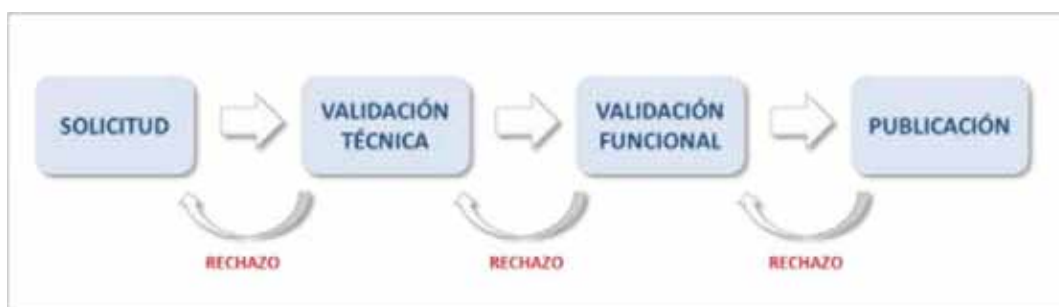 SOLICITUD
VALIDACIÓN
TÉCNICA
VALIDACIÓN
FUNCIONAL
PUBLICACIÓN
RECHAZO
RECHAZO
RECHAZO